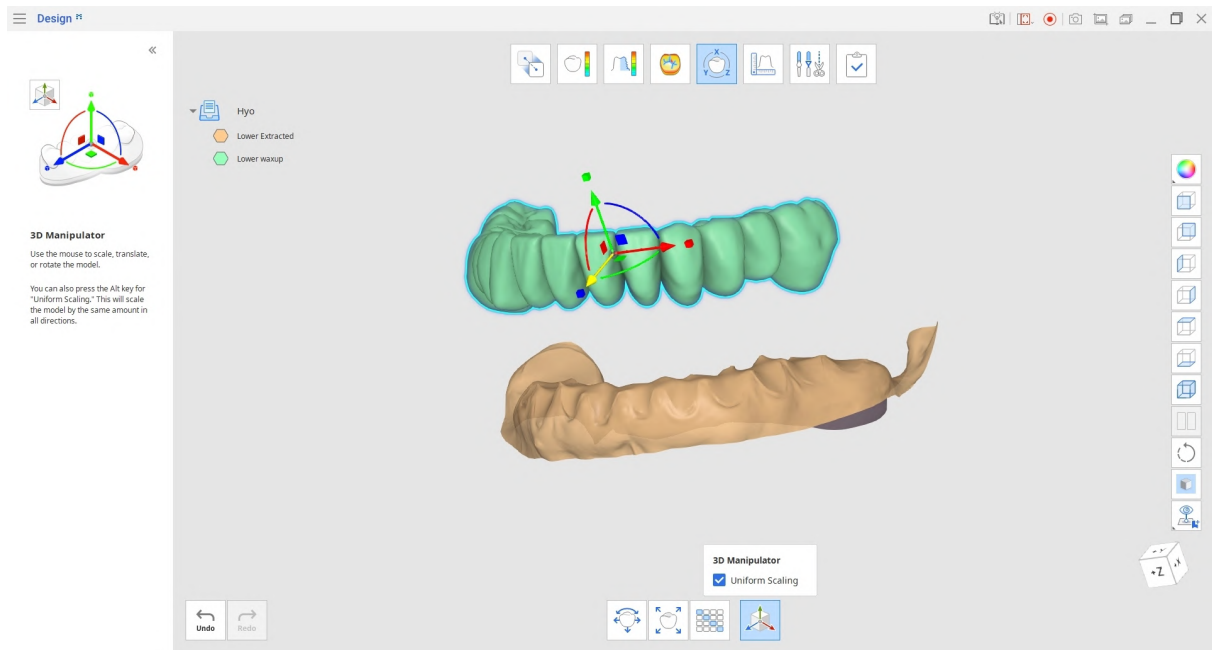 Design
3D Manipulator
Use the mouse to scale, translate,
or rotate the model.
You can also press the Alt key for
"Uniform Scaling." This will scale
the model by the same amount in
all directions.
X
Y
Z
Hyo
Lower Extracted
Lower waxup
3D Manipulator
Uniform Scaling
Undo
Redo
+Z